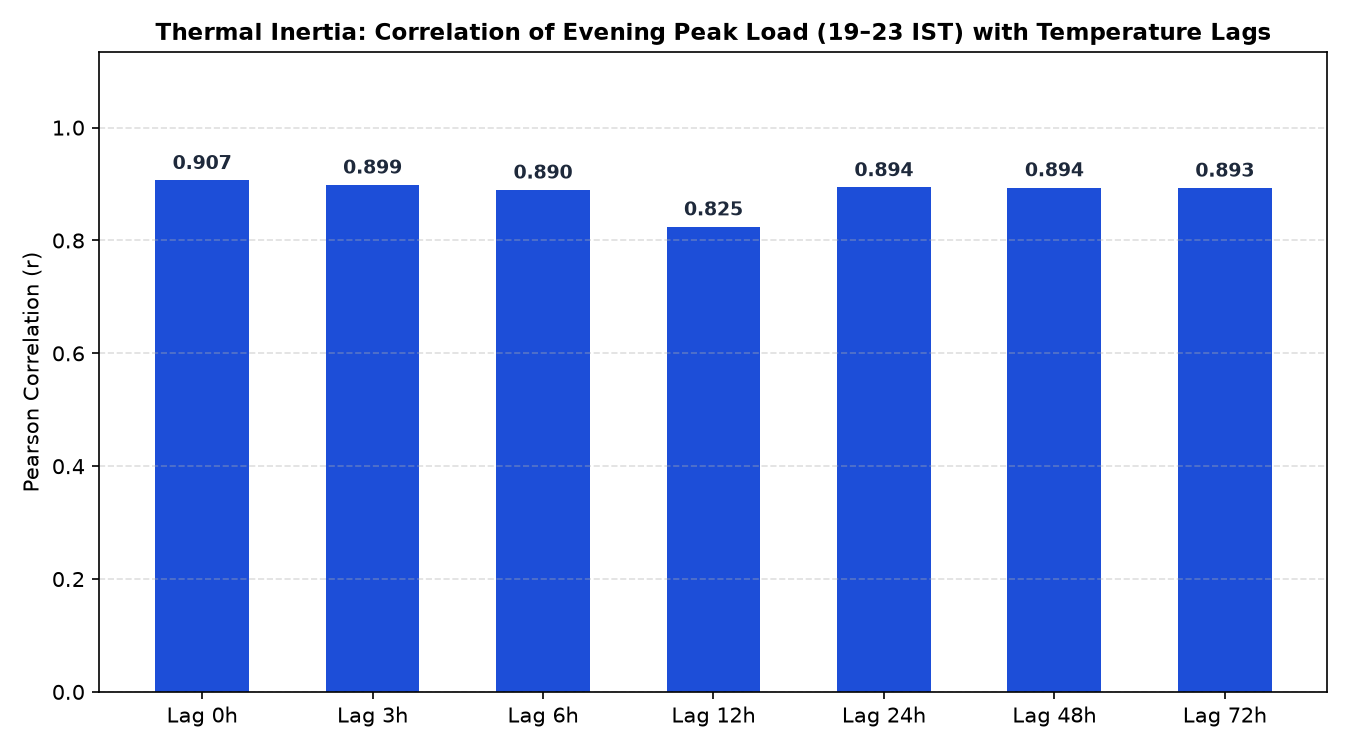 Thermal Inertia: Correlation of Evening Peak Load (19–23 IST) with Temperature Lags
Pearson Correlation (r)
1.0
0.8
0.6
0.4
0.2
0.0
0.907
0.899
0.890
0.825
0.894
0.894
0.893
Lag 0h
Lag 3h
Lag 6h
Lag 12h
Lag 24h
Lag 48h
Lag 72h